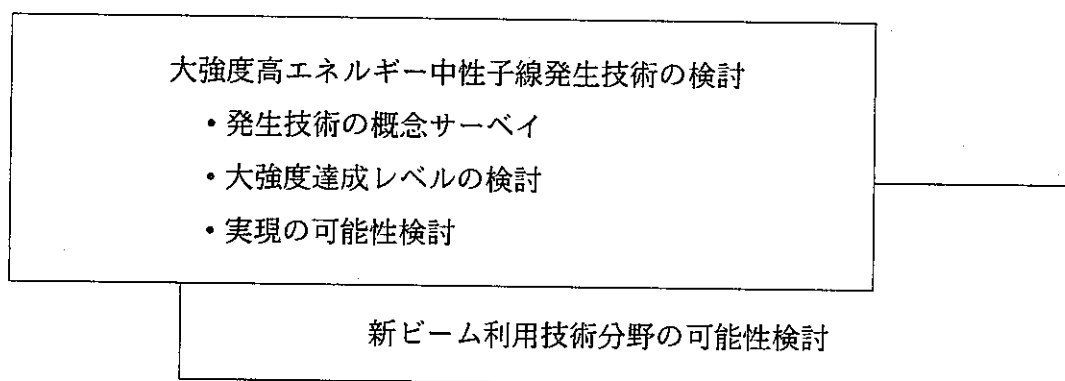 大強度高エネルギー中性子線発生技術の検討
・発生技術の概念サーベイ
・大強度達成レベルの検討
・実現の可能性検討
新ビーム利用技術分野の可能性検討